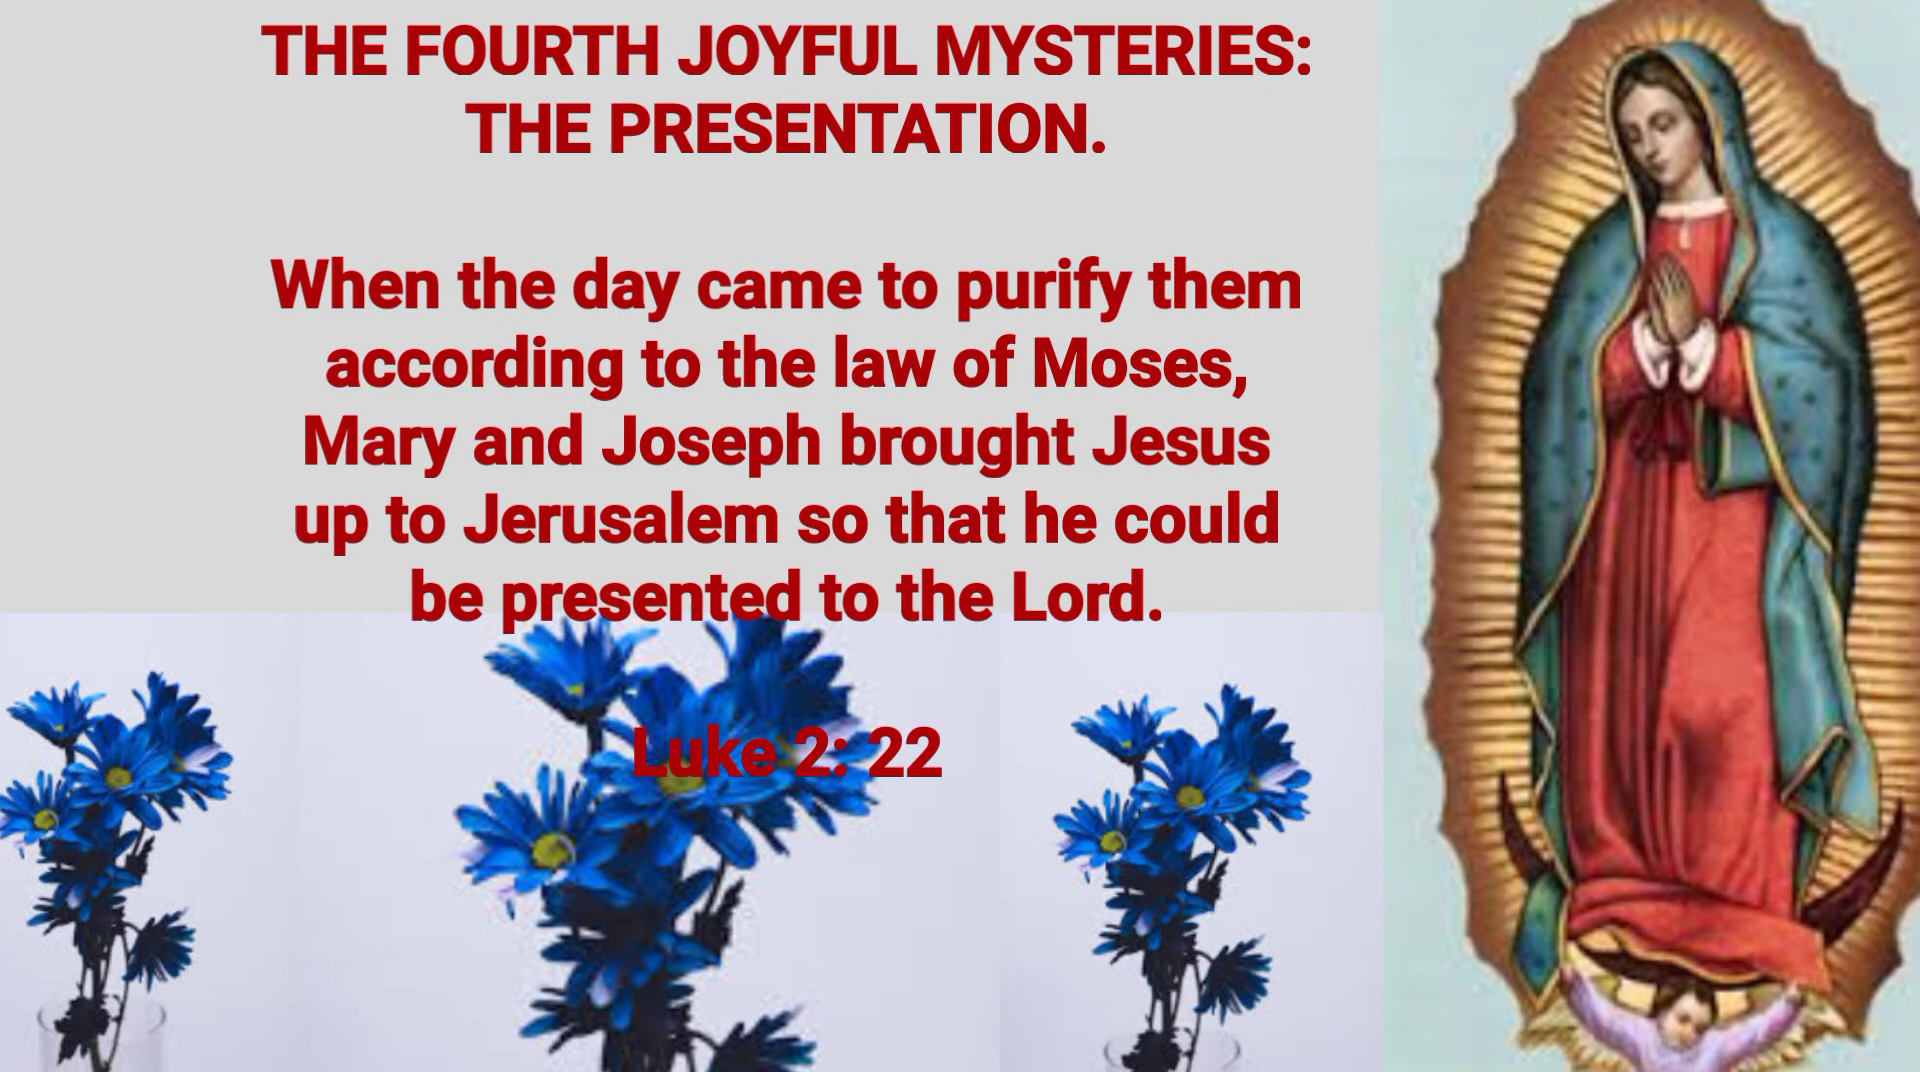 THE FOURTH JOYFUL MYSTERIES:
THE PRESENTATION.
When the day came to purify them
according to the law of Moses,
Mary and Joseph brought Jesus
up to Jerusalem so that he could
be presented to the Lord.
Luke 2: 22